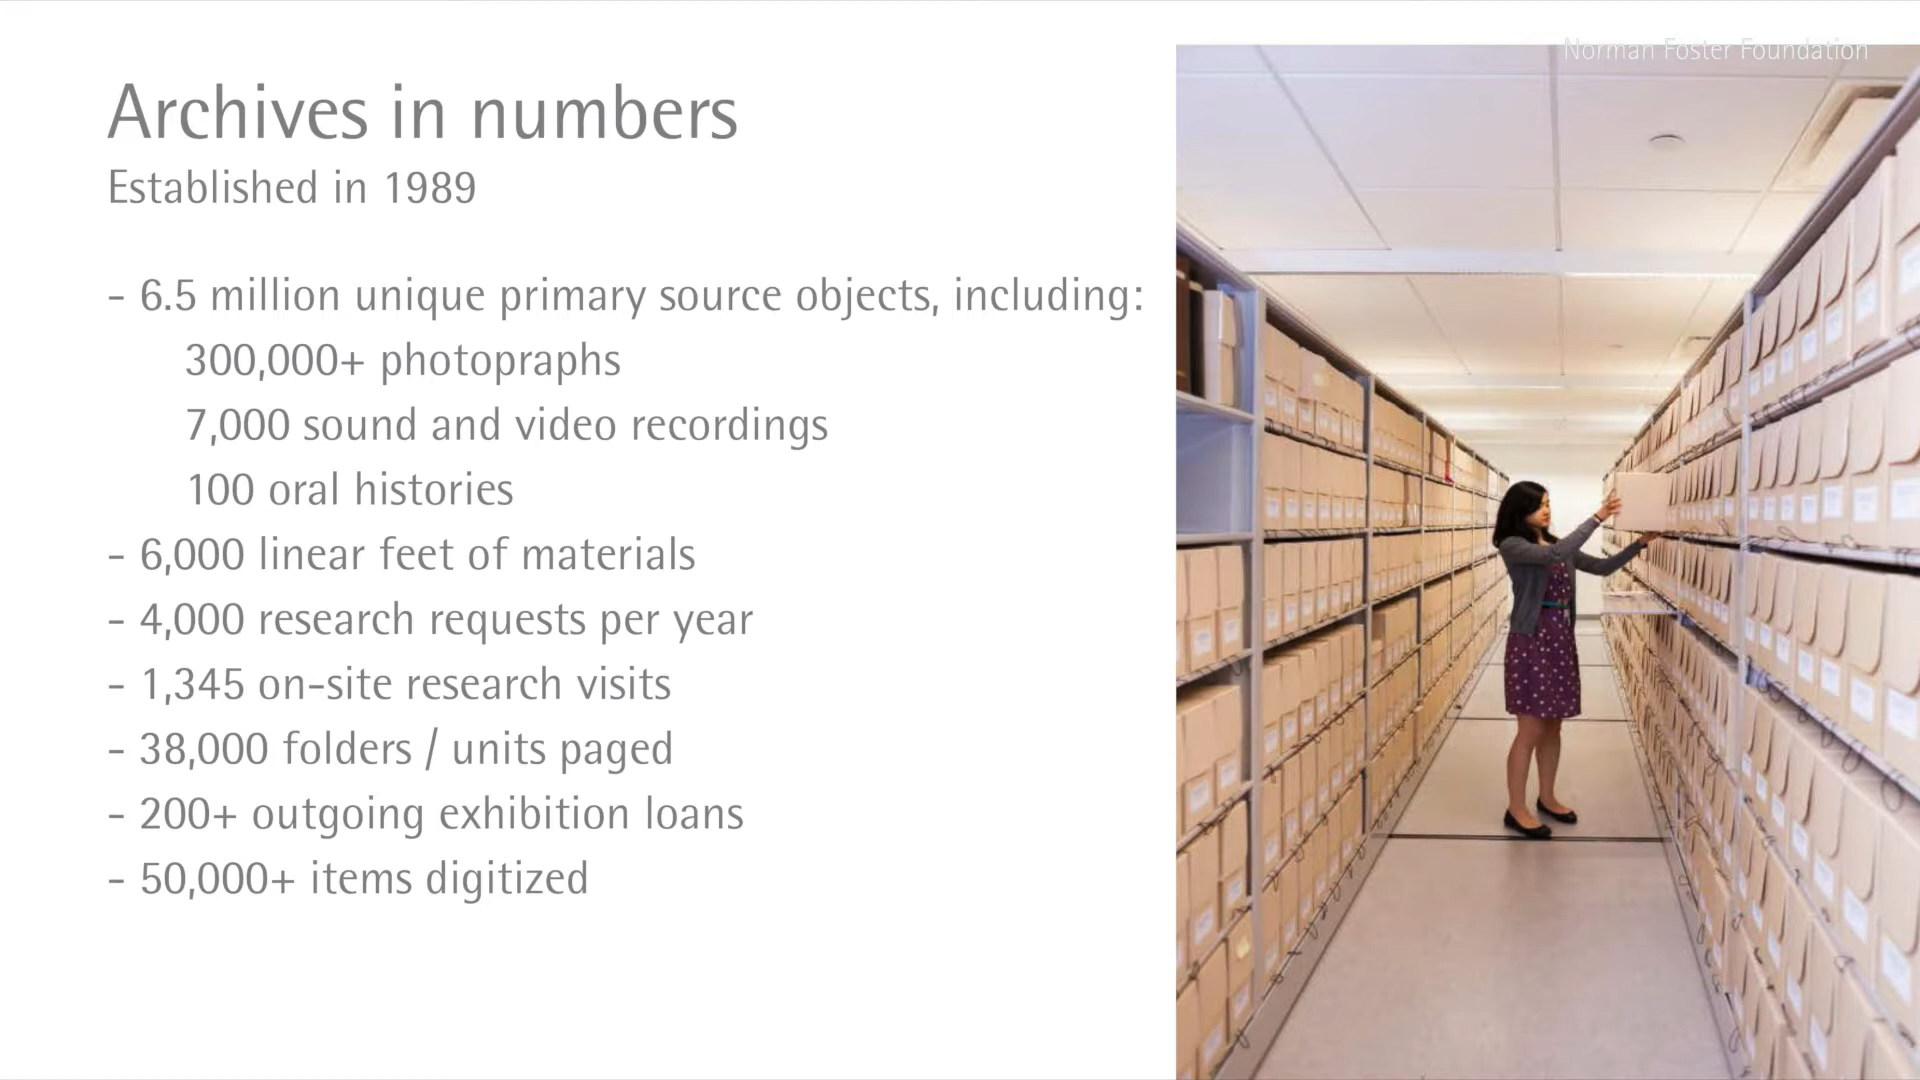 Norman Foster Foundation
Archives in numbers
Established in 1989
- 6.5 million unique primary source objects, including:
300,000+ photopraphs
7,000 sound and video recordings
100 oral histories
- 6,000 linear feet of materials
- 4,000 research requests per year
- 1,345 on-site research visits
- 38,000 folders / units paged
- 200+ outgoing exhibition loans
- 50,000+ items digitized